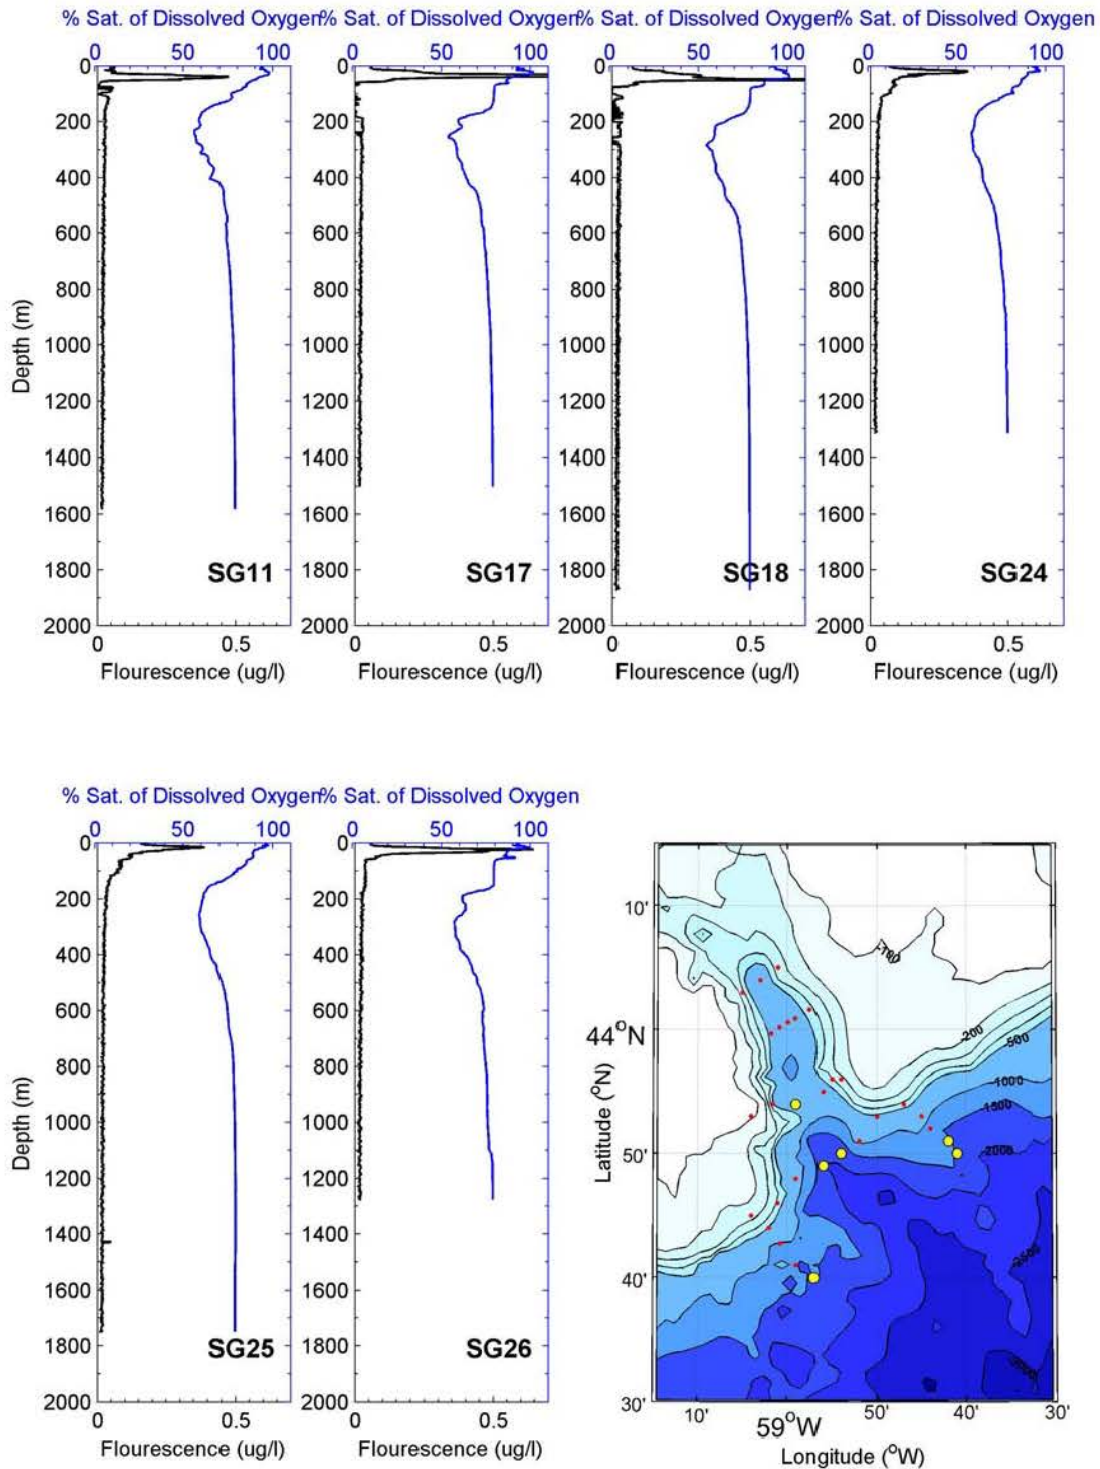 % Sat. of Dissolved Oxygen% Sat. of Dissolved Oxygen% Sat. of Dissolved Oxygen% Sat. of Dissolved Oxygen
0 50 100 0 50 100 0 50 100 0 50 100
0 0 0 0
200 200 200 200
400 400 400 400
600 600 600 600
800 800 800 800
Depth (m)
1000 1000 1000 1000
1200 1200 1200 1200
1400 1400 1400 1400
1600 1600 1600 1600
1800 SG11 1800 SG17 1800 SG18 1800 SG24
2000 2000 2000 2000
0 0.5 0 0.5 0 0.5 0 0.5
Flourescence (ug/l) Flourescence (ug/l) Flourescence (ug/l) Flourescence (ug/l)
% Sat. of Dissolved Oxygen% Sat. of Dissolved Oxygen
0 50 100 0 50 100
0 0
200 200
400 400
600 600
800 800
Depth (m)
1000 1000
1200 1200
1400 1400
1600 1600
1800 SG25 1800 SG26
2000 2000
0 0.5 0 0.5
Flourescence (ug/l) Flourescence (ug/l)
10'
-100
44°N
-200
-500
-1000
-1500
-2000
50'
-2500
40'
30'
Latitude (°N)
10' 59°W 50' 40' 30'
Longitude (°W)